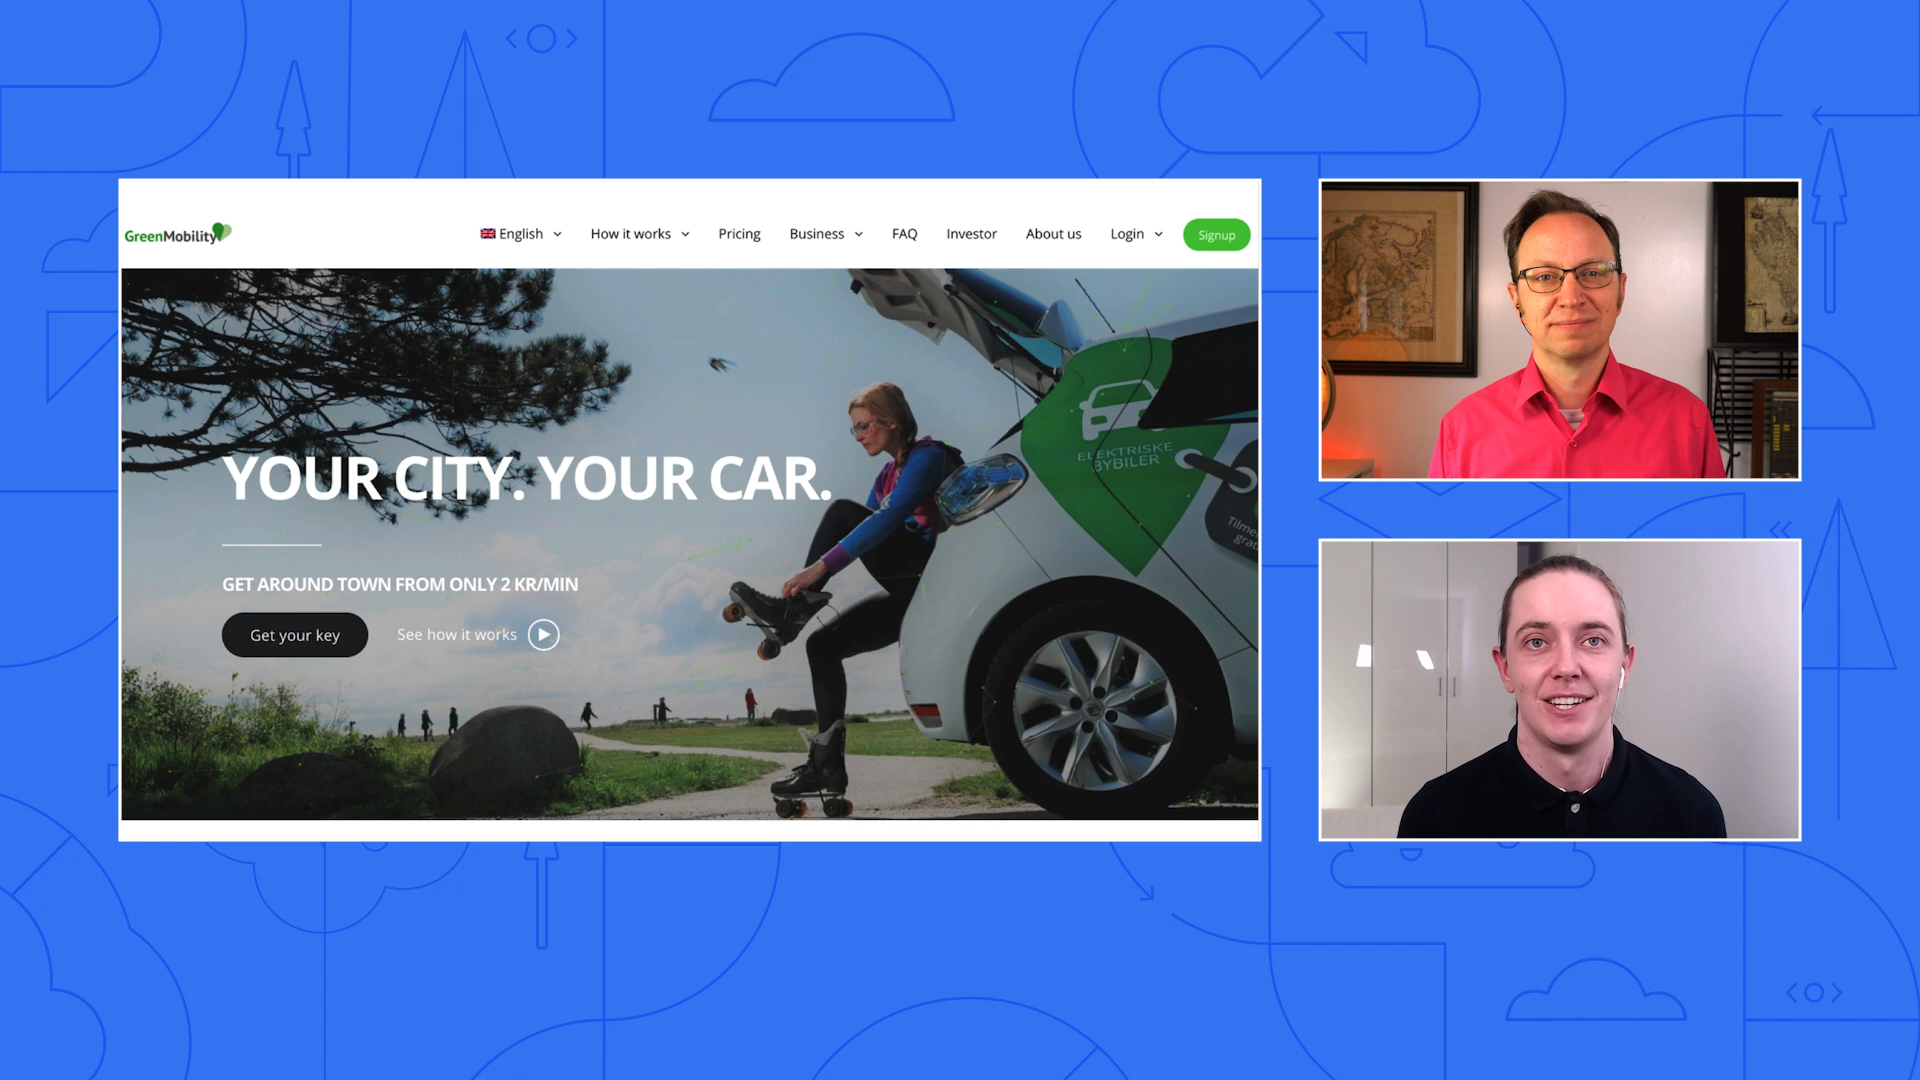 GreenMobility
English
How it works
Pricing
Business
FAQ
Investor
About us
Login
Signup
ELEKTRISKE
BYBILER
YOUR CITY. YOUR CAR.
GET AROUND TOWN FROM ONLY 2 KR/MIN
Get your key
See how it works